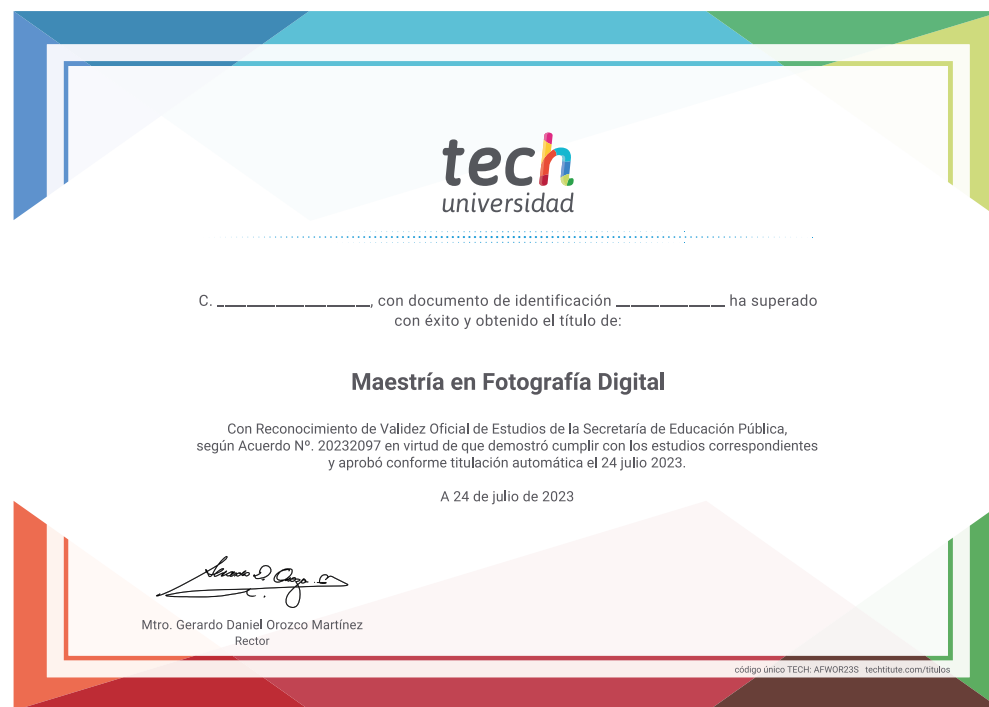 tech
universidad
C. __________________, con documento de identificación _____________ ha superado
con éxito y obtenido el título de:
Maestría en Fotografía Digital
Con Reconocimiento de Validez Oficial de Estudios de la Secretaría de Educación Pública,
según Acuerdo Nº. 20232097 en virtud de que demostró cumplir con los estudios correspondientes
y aprobó conforme titulación automática el 24 julio 2023.
A 24 de julio de 2023
Mtro. Gerardo Daniel Orozco Martínez
Rector
código único TECH: AFWOR23S techtitute.com/titulos